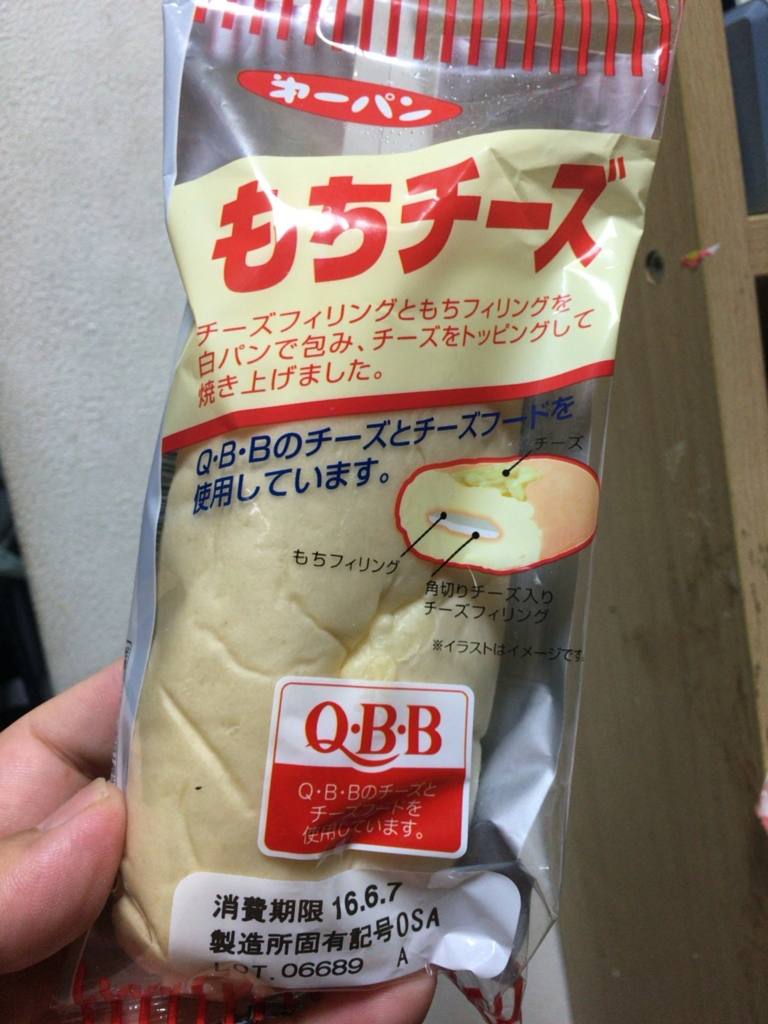 第一パン
もちチーズ
チーズフィリングともちフィリングを
白パンで包み、チーズをトッピングして
焼き上げました。
Q·B·Bのチーズとチーズフードを
使用しています。
チーズ
もちフィリング
角切りチーズ入り
チーズフィリング
※イラストはイメージです
Q·B·B
Q·B·Bのチーズと
チーズフードを
使用しています。
消費期限 16.6.7
製造所固有記号OSA
LOT. 06689 A